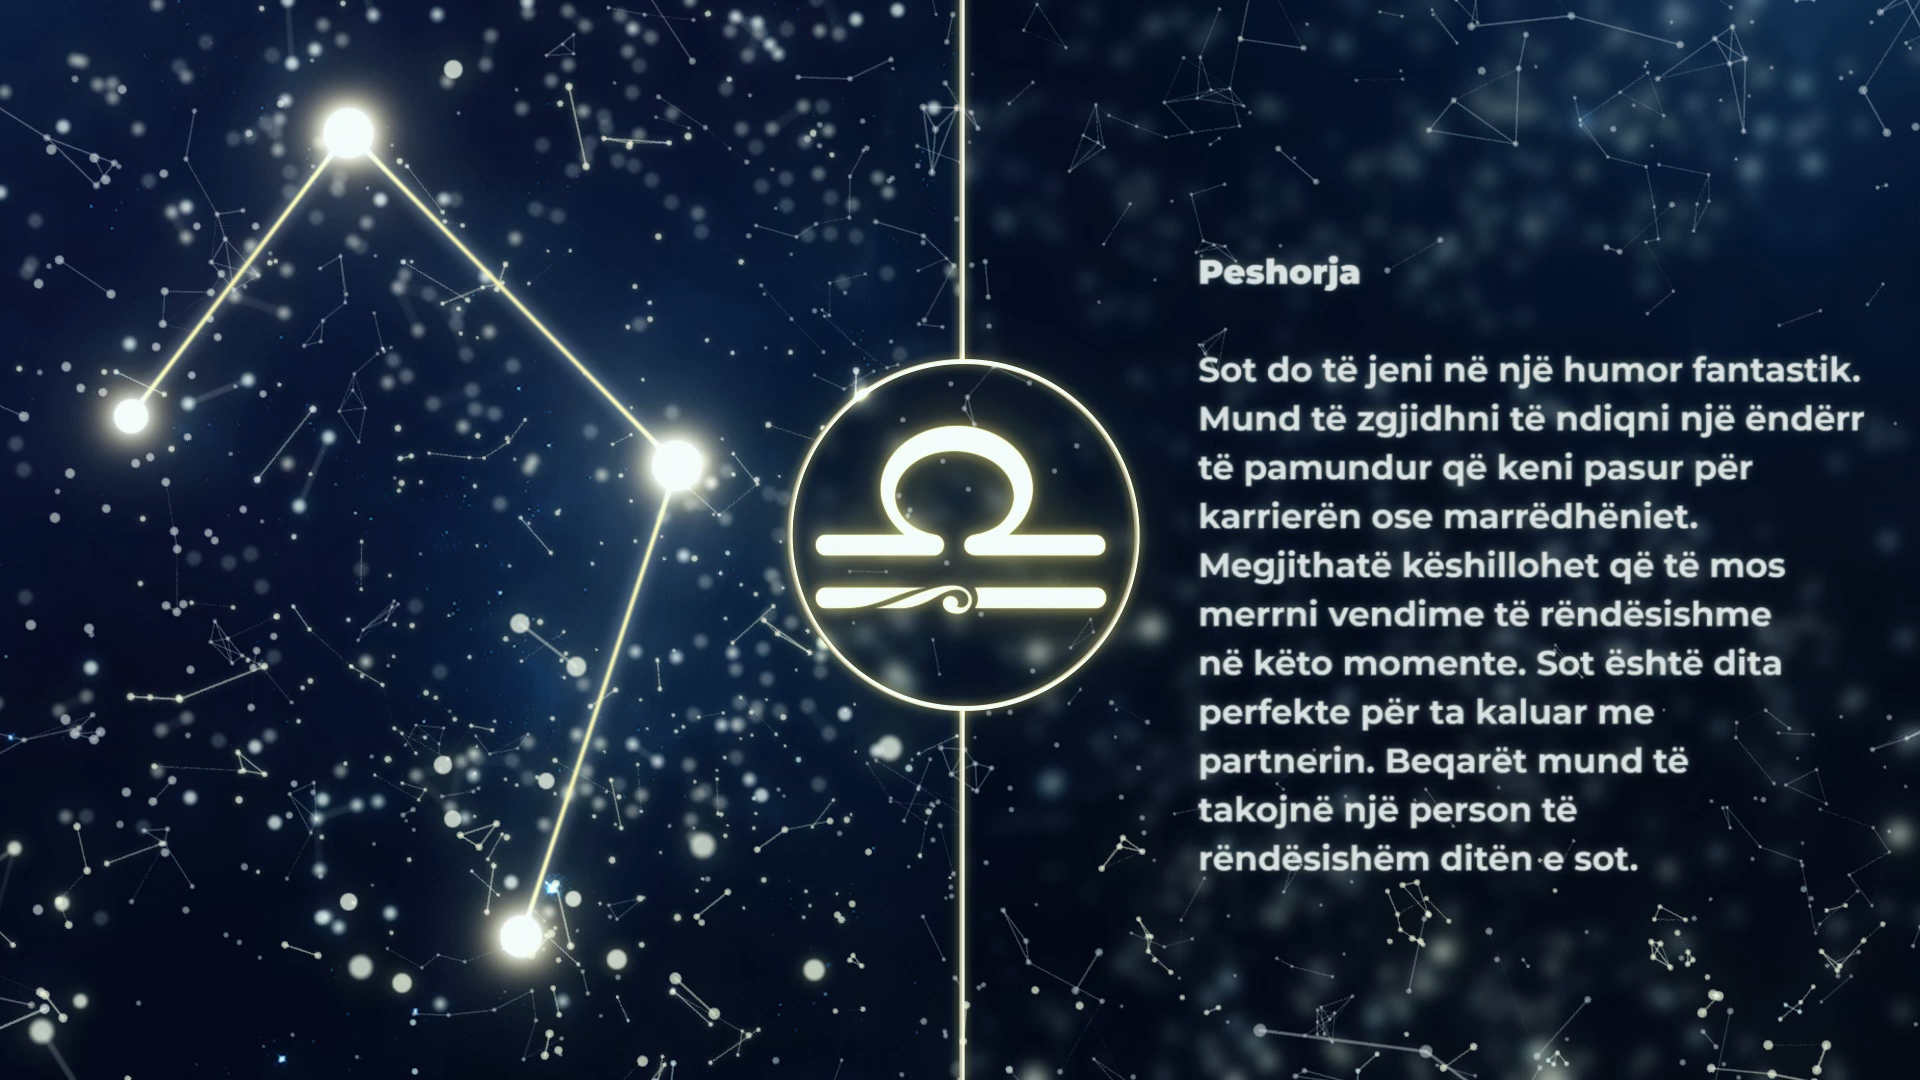 Peshorja
Sot do të jeni në një humor fantastik.
Mund të zgjidhni të ndiqni një ëndërr
të pamundur që keni pasur për
karrierën ose marrëdhëniet.
Megjithatë këshillohet që të mos
merrni vendime të rëndësishme
në këto momente. Sot është dita
perfekte për ta kaluar me
partnerin. Beqarët mund të
takojnë një person të
rëndësishëm ditën e sot.